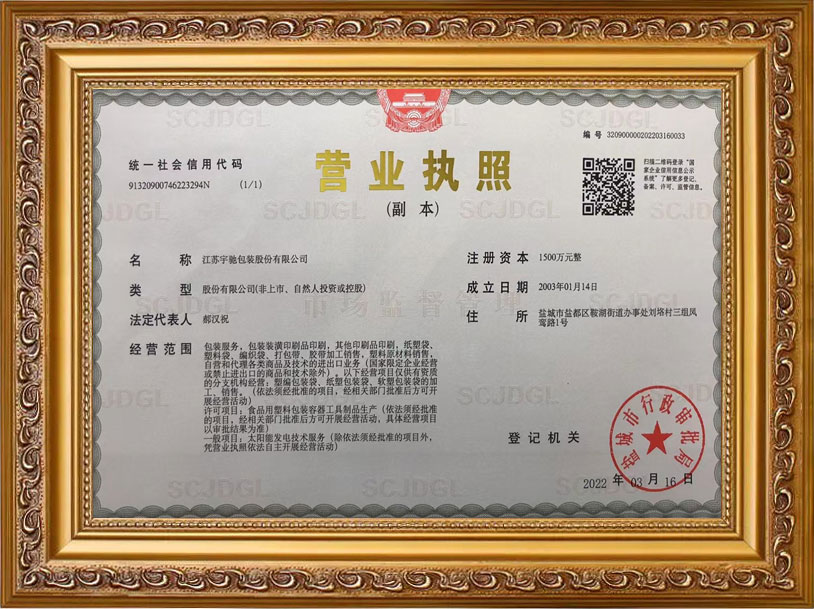 编 号 320900000202203160033
统一社会信用代码
91320900746223294N
(1/1)
营业执照
(副 本)
扫描二维码登录“国
家企业信用信息公示
系统”了解更多登记、
备案、许可、监管信息。
名 称 江苏宇驰包装股份有限公司
类 型 股份有限公司(非上市、自然人投资或控股)
法定代表人 郝汉祝
经营范围 包装服务，包装装潢印刷品印刷，其他印刷品印刷，纸塑袋、
塑料袋、编织袋、打包带、胶带加工销售，塑料原材料销售，
自营和代理各类商品及技术的进出口业务（国家限定企业经营
或禁止进出口的商品和技术除外）。以下经营项目仅供有资质
的分支机构经营：塑编包装袋、纸塑包装袋、软塑包装袋的加
工、销售。（依法须经批准的项目，经相关部门批准后方可开
展经营活动）
许可项目：食品用塑料包装容器工具制品生产（依法须经批准
的项目，经相关部门批准后方可开展经营活动，具体经营项目
以审批结果为准）
一般项目：太阳能发电技术服务（除依法须经批准的项目外，
凭营业执照依法自主开展经营活动）
注册资本 1500万元整
成立日期 2003年01月14日
住 所 盐城市盐都区鞍湖街道办事处刘垎村三组凤
鸾路1号
登记机关
盐城市行政审批局
2022 年 03 月 16 日
SCJDGL
市场监督管理